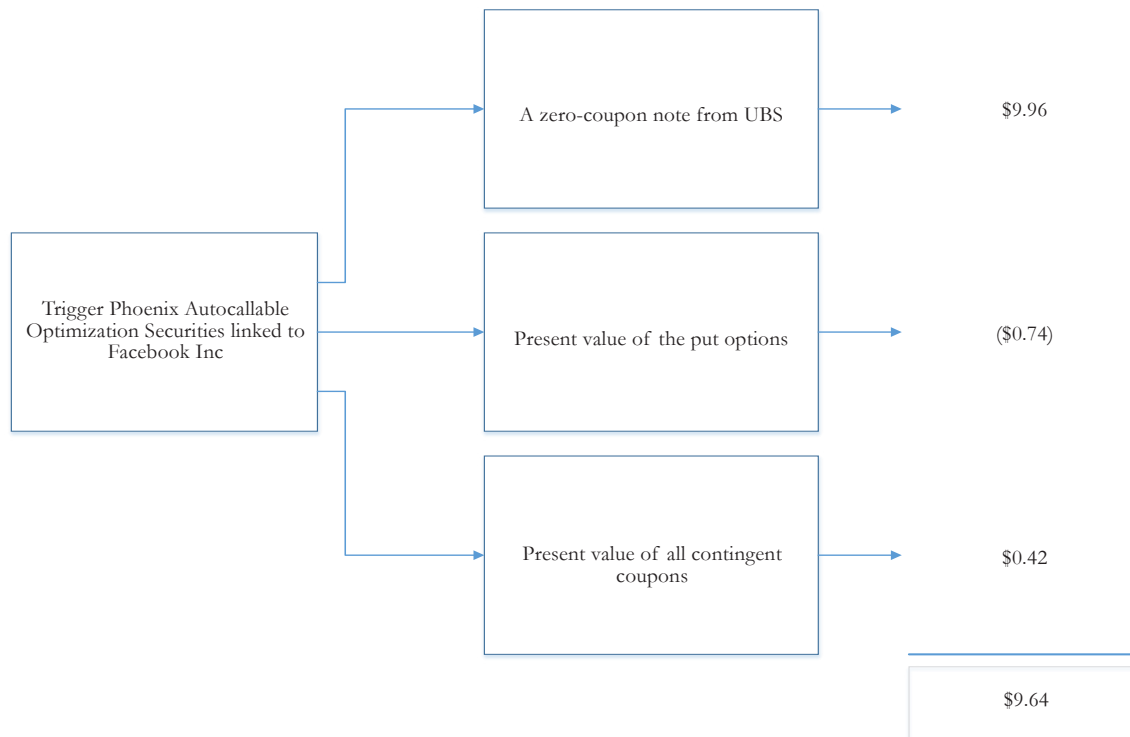 A zero-coupon note from UBS
$9.96
Trigger Phoenix Autocallable
Optimization Securities linked to
Facebook Inc
Present value of the put options
($0.74)
Present value of all contingent
coupons
$0.42
$9.64